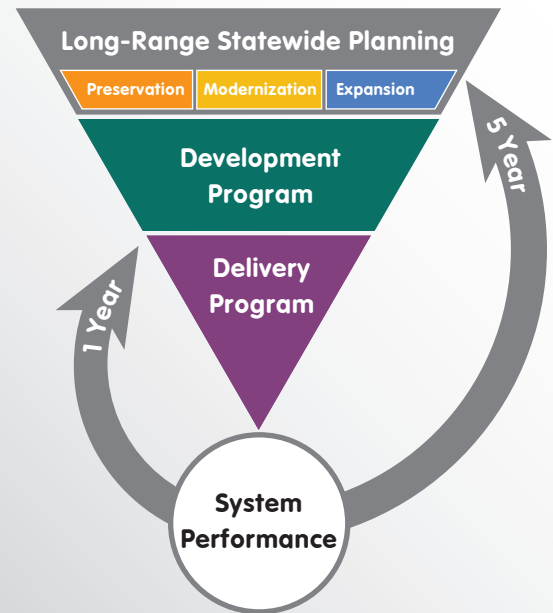 Long-Range Statewide Planning
Preservation
Modernization
Expansion
Development
Program
Delivery
Program
1 Year
5 Year
System
Performance